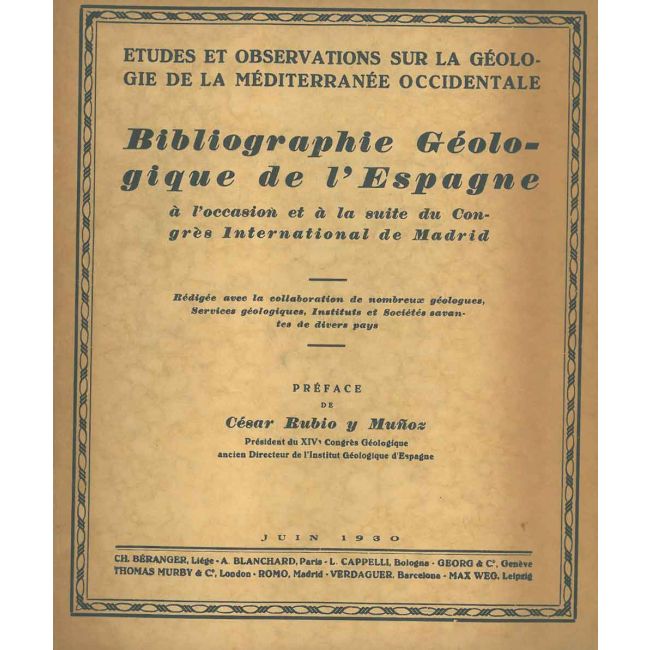 ETUDES ET OBSERVATIONS SUR LA GÉOLO-
GIE DE LA MÉDITERRANÉE OCCIDENTALE
Bibliographie Géolo-
gique de l'Espagne
à l'occasion et à la suite du Con-
grès International de Madrid
Rédigée avec la collaboration de nombreux géologues,
Services géologiques, Instituts et Sociétés savan-
tes de divers pays
PRÉFACE
DE
César Rubio y Muñoz
Président du XIVᵉ Congrès Géologique
ancien Directeur de l'Institut Géologique d'Espagne
JUIN 1930
CH. BÉRANGER, Liége - A. BLANCHARD, Paris - L. CAPPELLI, Bologna - GEORG & Cᵉ, Genève
THOMAS MURBY & Cᵒ, London - ROMO, Madrid - VERDAGUER, Barcelona - MAX WEG, Leipzig